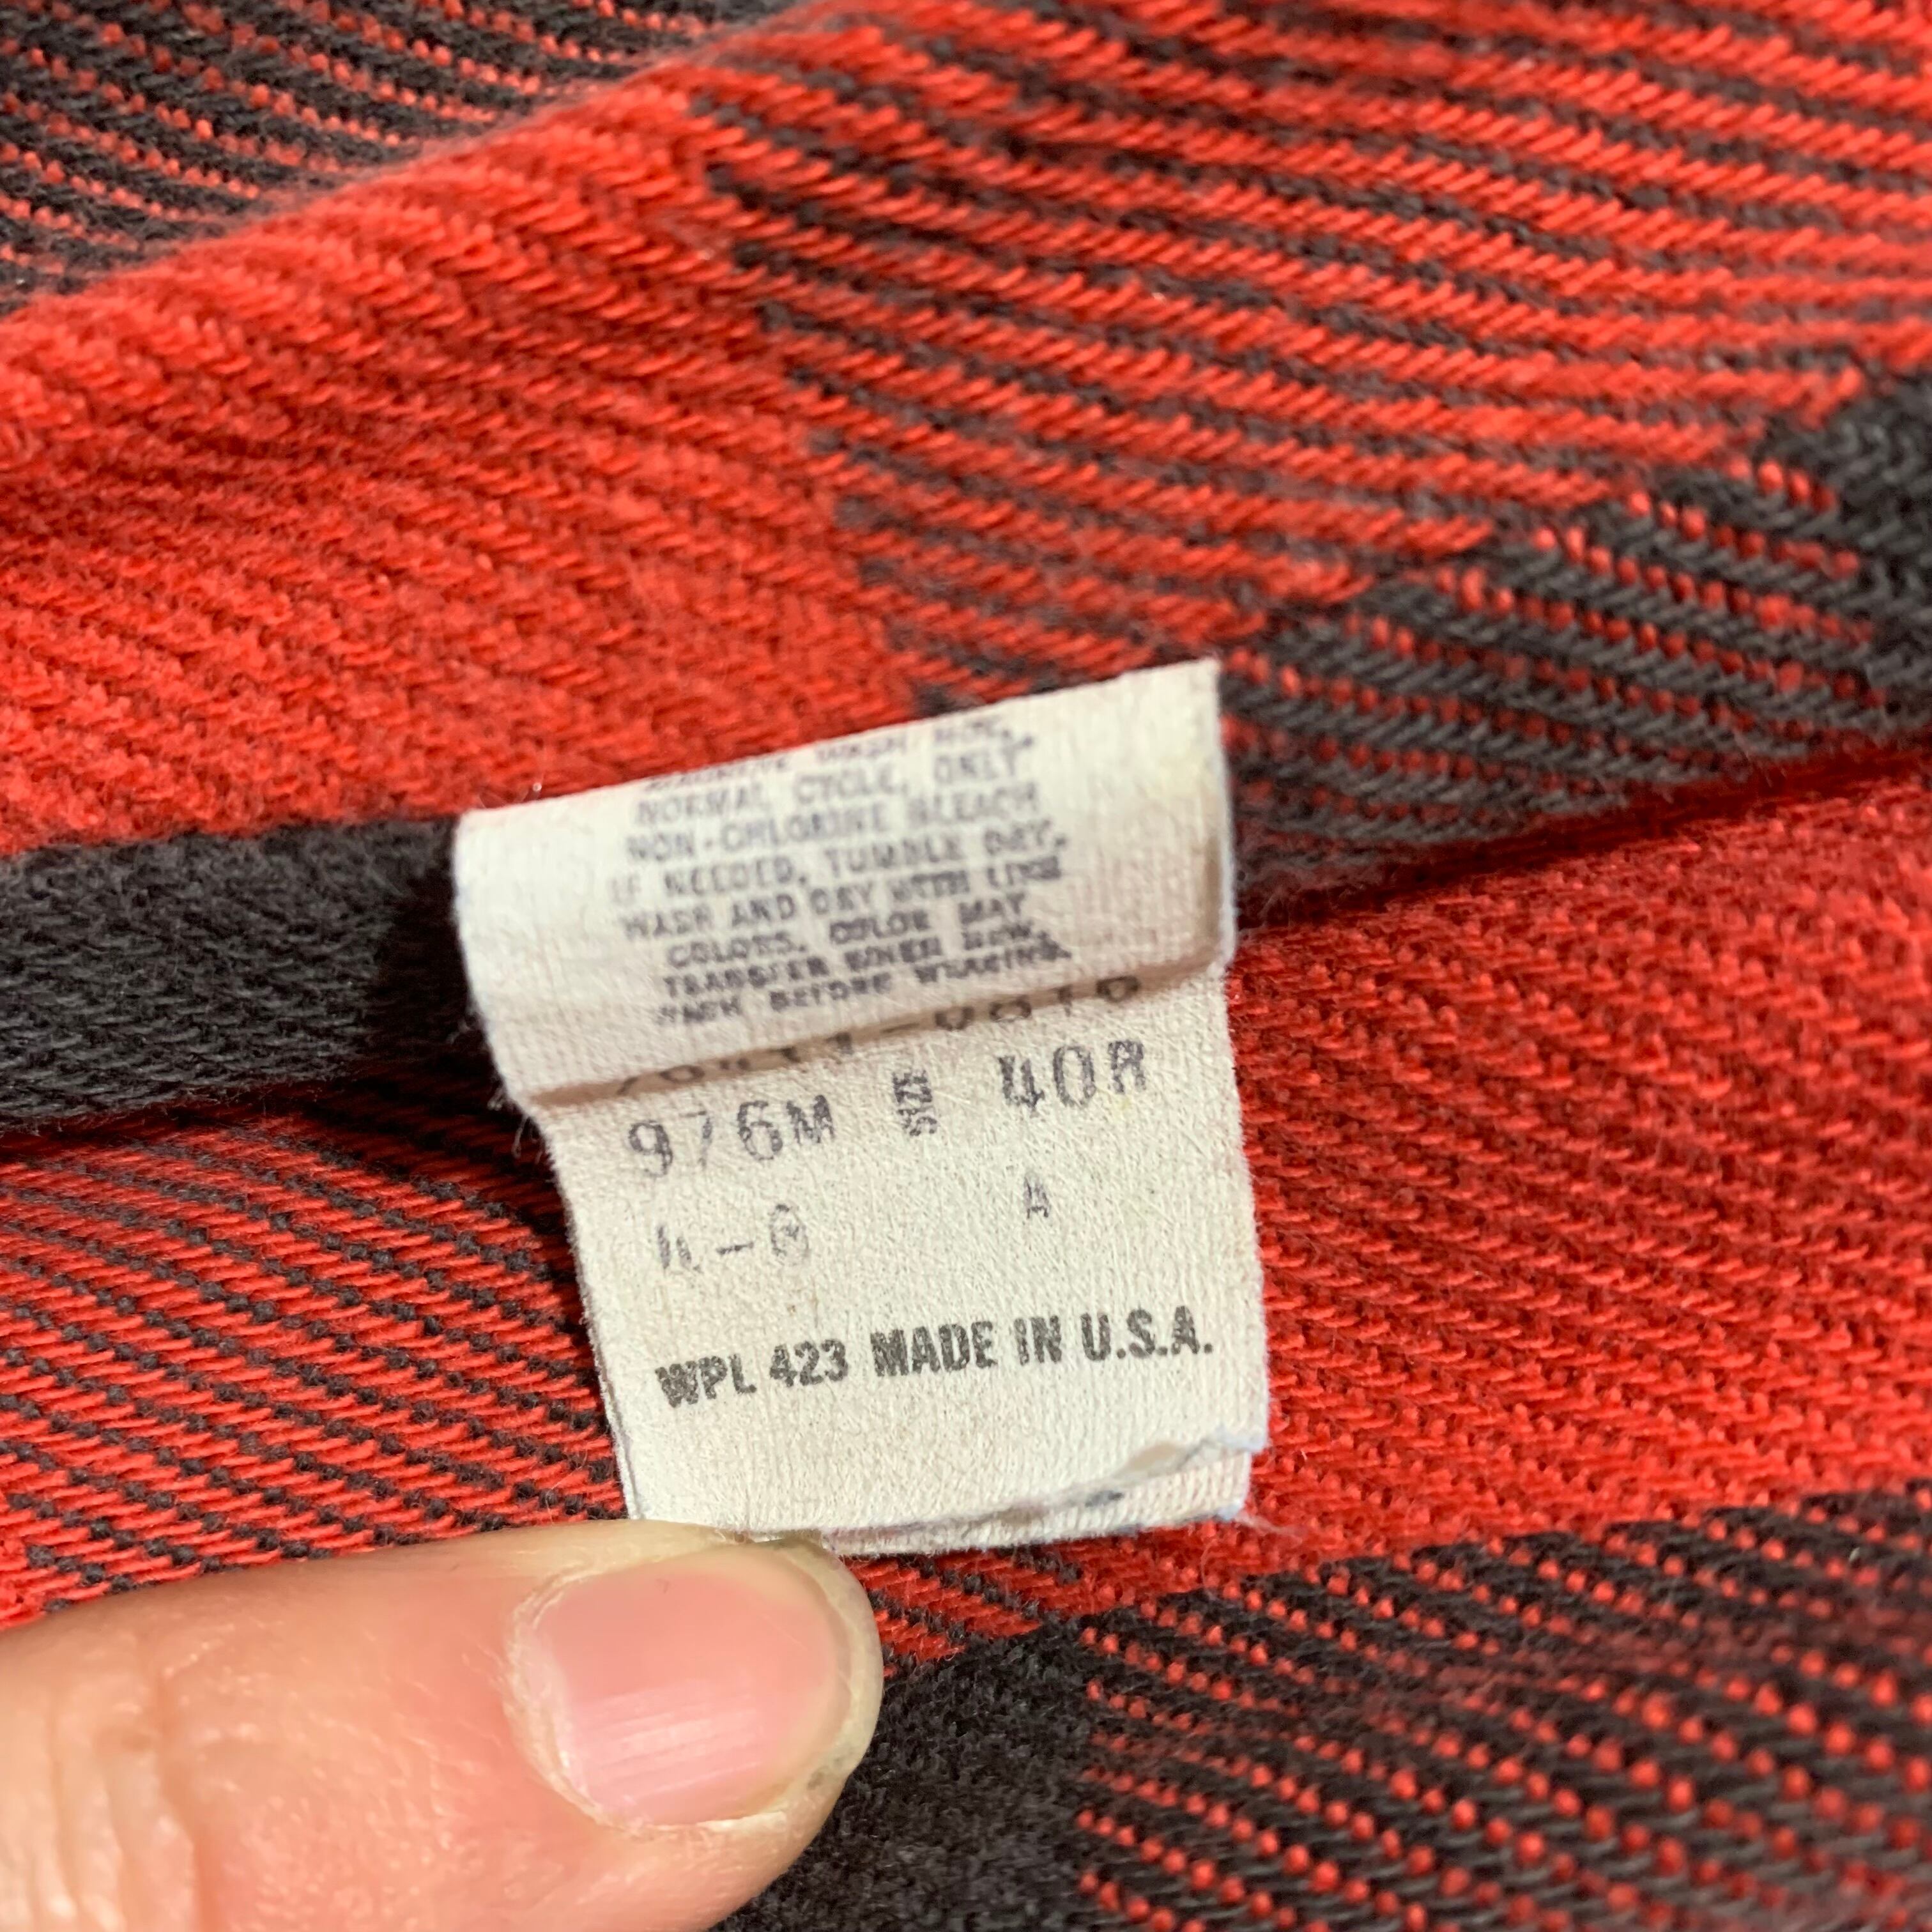 WASH
NORMAL CYCLE, ONLY
NON-CHLORINE BLEACH
IF NEEDED. TUMBLE DRY.
WASH AND DRY WITH LIKE
COLORS. COLOR MAY
TRANSFER WHEN NEW.
BEFORE WEARING.
976M SIZE 40R
A
WPL 423 MADE IN U.S.A.